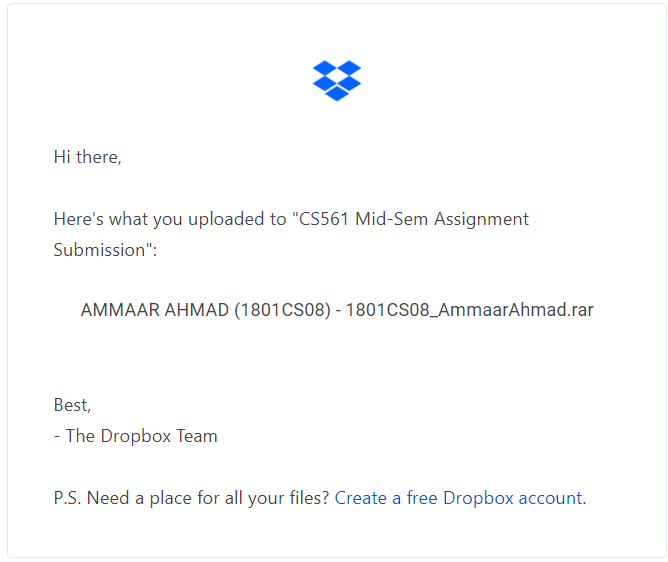 Hi there,
Here's what you uploaded to "CS561 Mid-Sem Assignment
Submission":
AMMAAR AHMAD (1801CS08) - 1801CS08_AmmaarAhmad.rar
Best,
- The Dropbox Team
P.S. Need a place for all your files? Create a free Dropbox account.